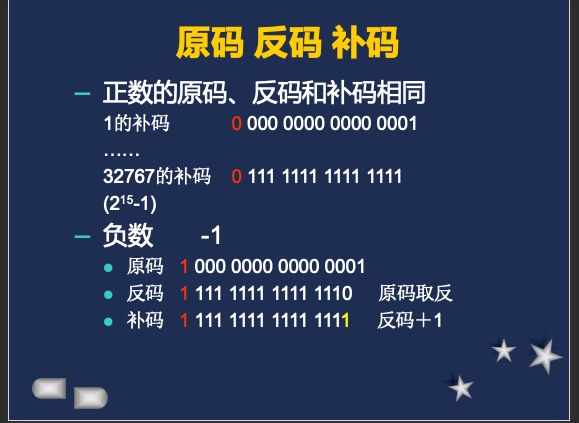 原码 反码 补码
– 正数的原码、反码和补码相同
1的补码 0 000 0000 0000 0001
……
32767的补码 0 111 1111 1111 1111
(2¹⁵-1)
– 负数 -1
● 原码 1 000 0000 0000 0001
● 反码 1 111 1111 1111 1110 原码取反
● 补码 1 111 1111 1111 1111 反码＋1